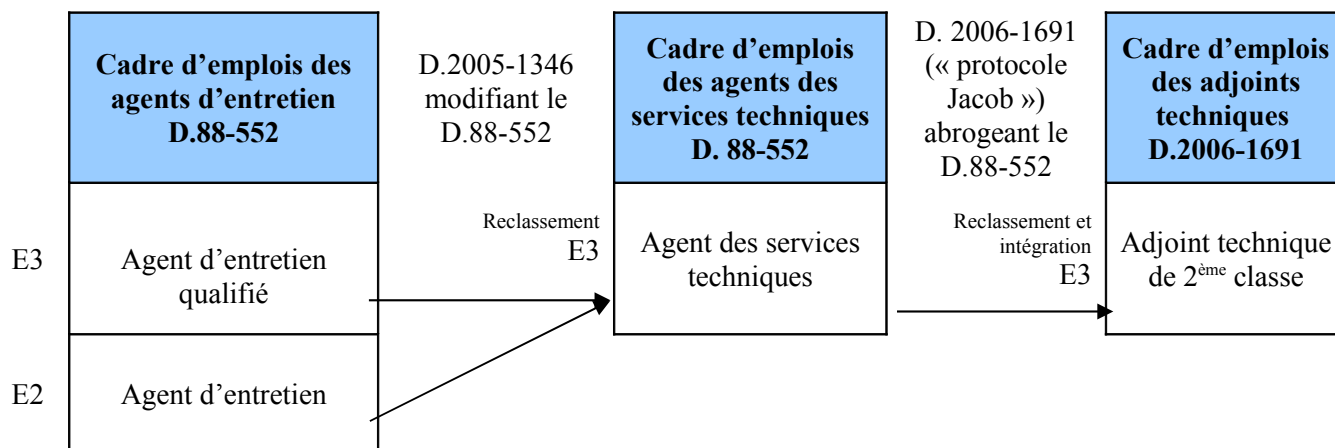 Cadre d’emplois des
agents d’entretien
D.88-552
D.2005-1346
modifiant le
D.88-552
Cadre d’emplois
des agents des
services techniques
D. 88-552
D. 2006-1691
(« protocole
Jacob »)
abrogeant le
D.88-552
Cadre d’emplois
des adjoints
techniques
D.2006-1691
E3
Agent d’entretien
qualifié
Reclassement
E3
Agent des services
techniques
Reclassement et
intégration
E3
Adjoint technique
de 2ème classe
E2
Agent d’entretien